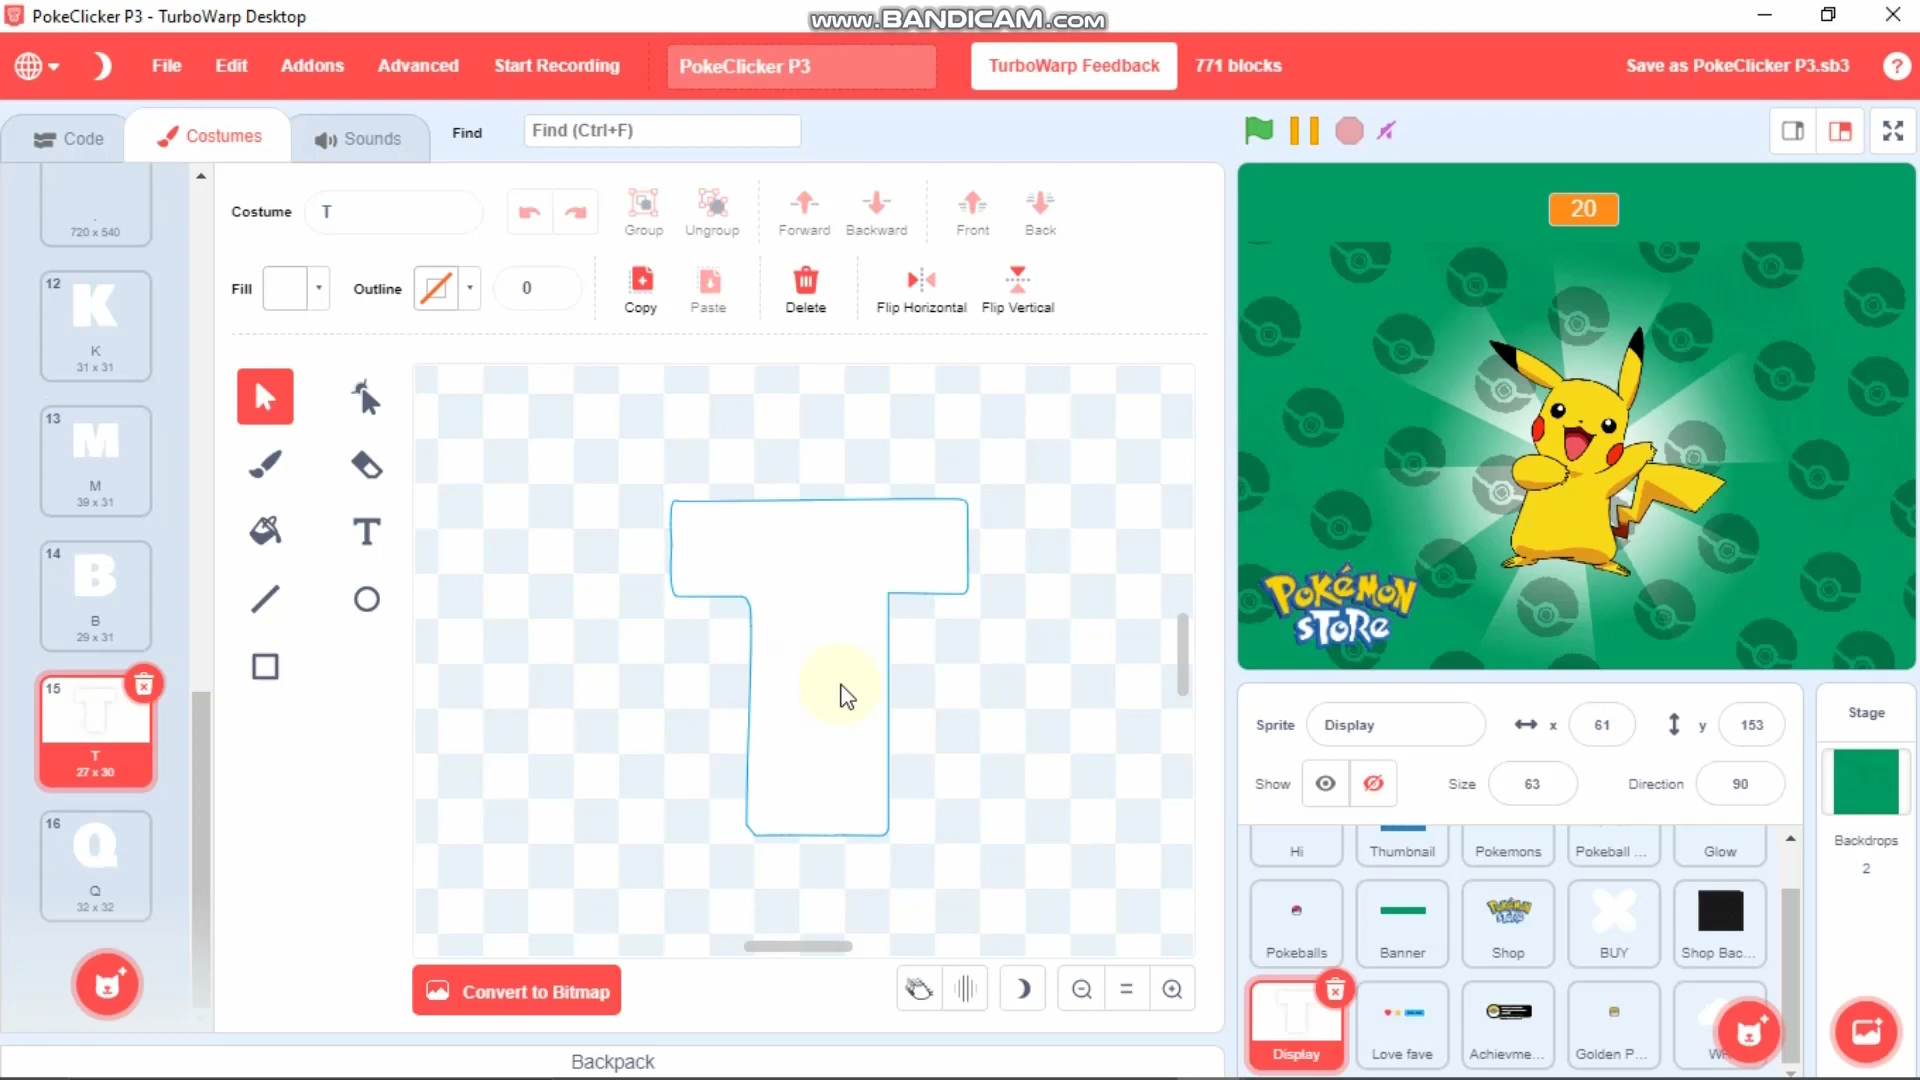 PokeClicker P3 - TurboWarp Desktop
www.BANDICAM.com
File Edit Addons Advanced Start Recording PokeClicker P3 TurboWarp Feedback 771 blocks Save as PokeClicker P3.sb3 ?
Code Costumes Sounds Find Find (Ctrl+F)
Costume T Group Ungroup Forward Backward Front Back
Fill Outline 0 Copy Paste Delete Flip Horizontal Flip Vertical
720 x 540
12
K
K
31 x 31
13
M
M
39 x 31
14
B
B
29 x 31
15
T
T
27 x 30
16
Q
Q
32 x 32
T
T
Convert to Bitmap
Backpack
20
POKéMON
STORe
Sprite Display x 61 y 153
Show Size 63 Direction 90
Hi Thumbnail Pokemons Pokeball ... Glow
Pokeballs Banner Shop BUY Shop Bac...
Display Love fave Achievme... Golden P...
Stage
Backdrops
2